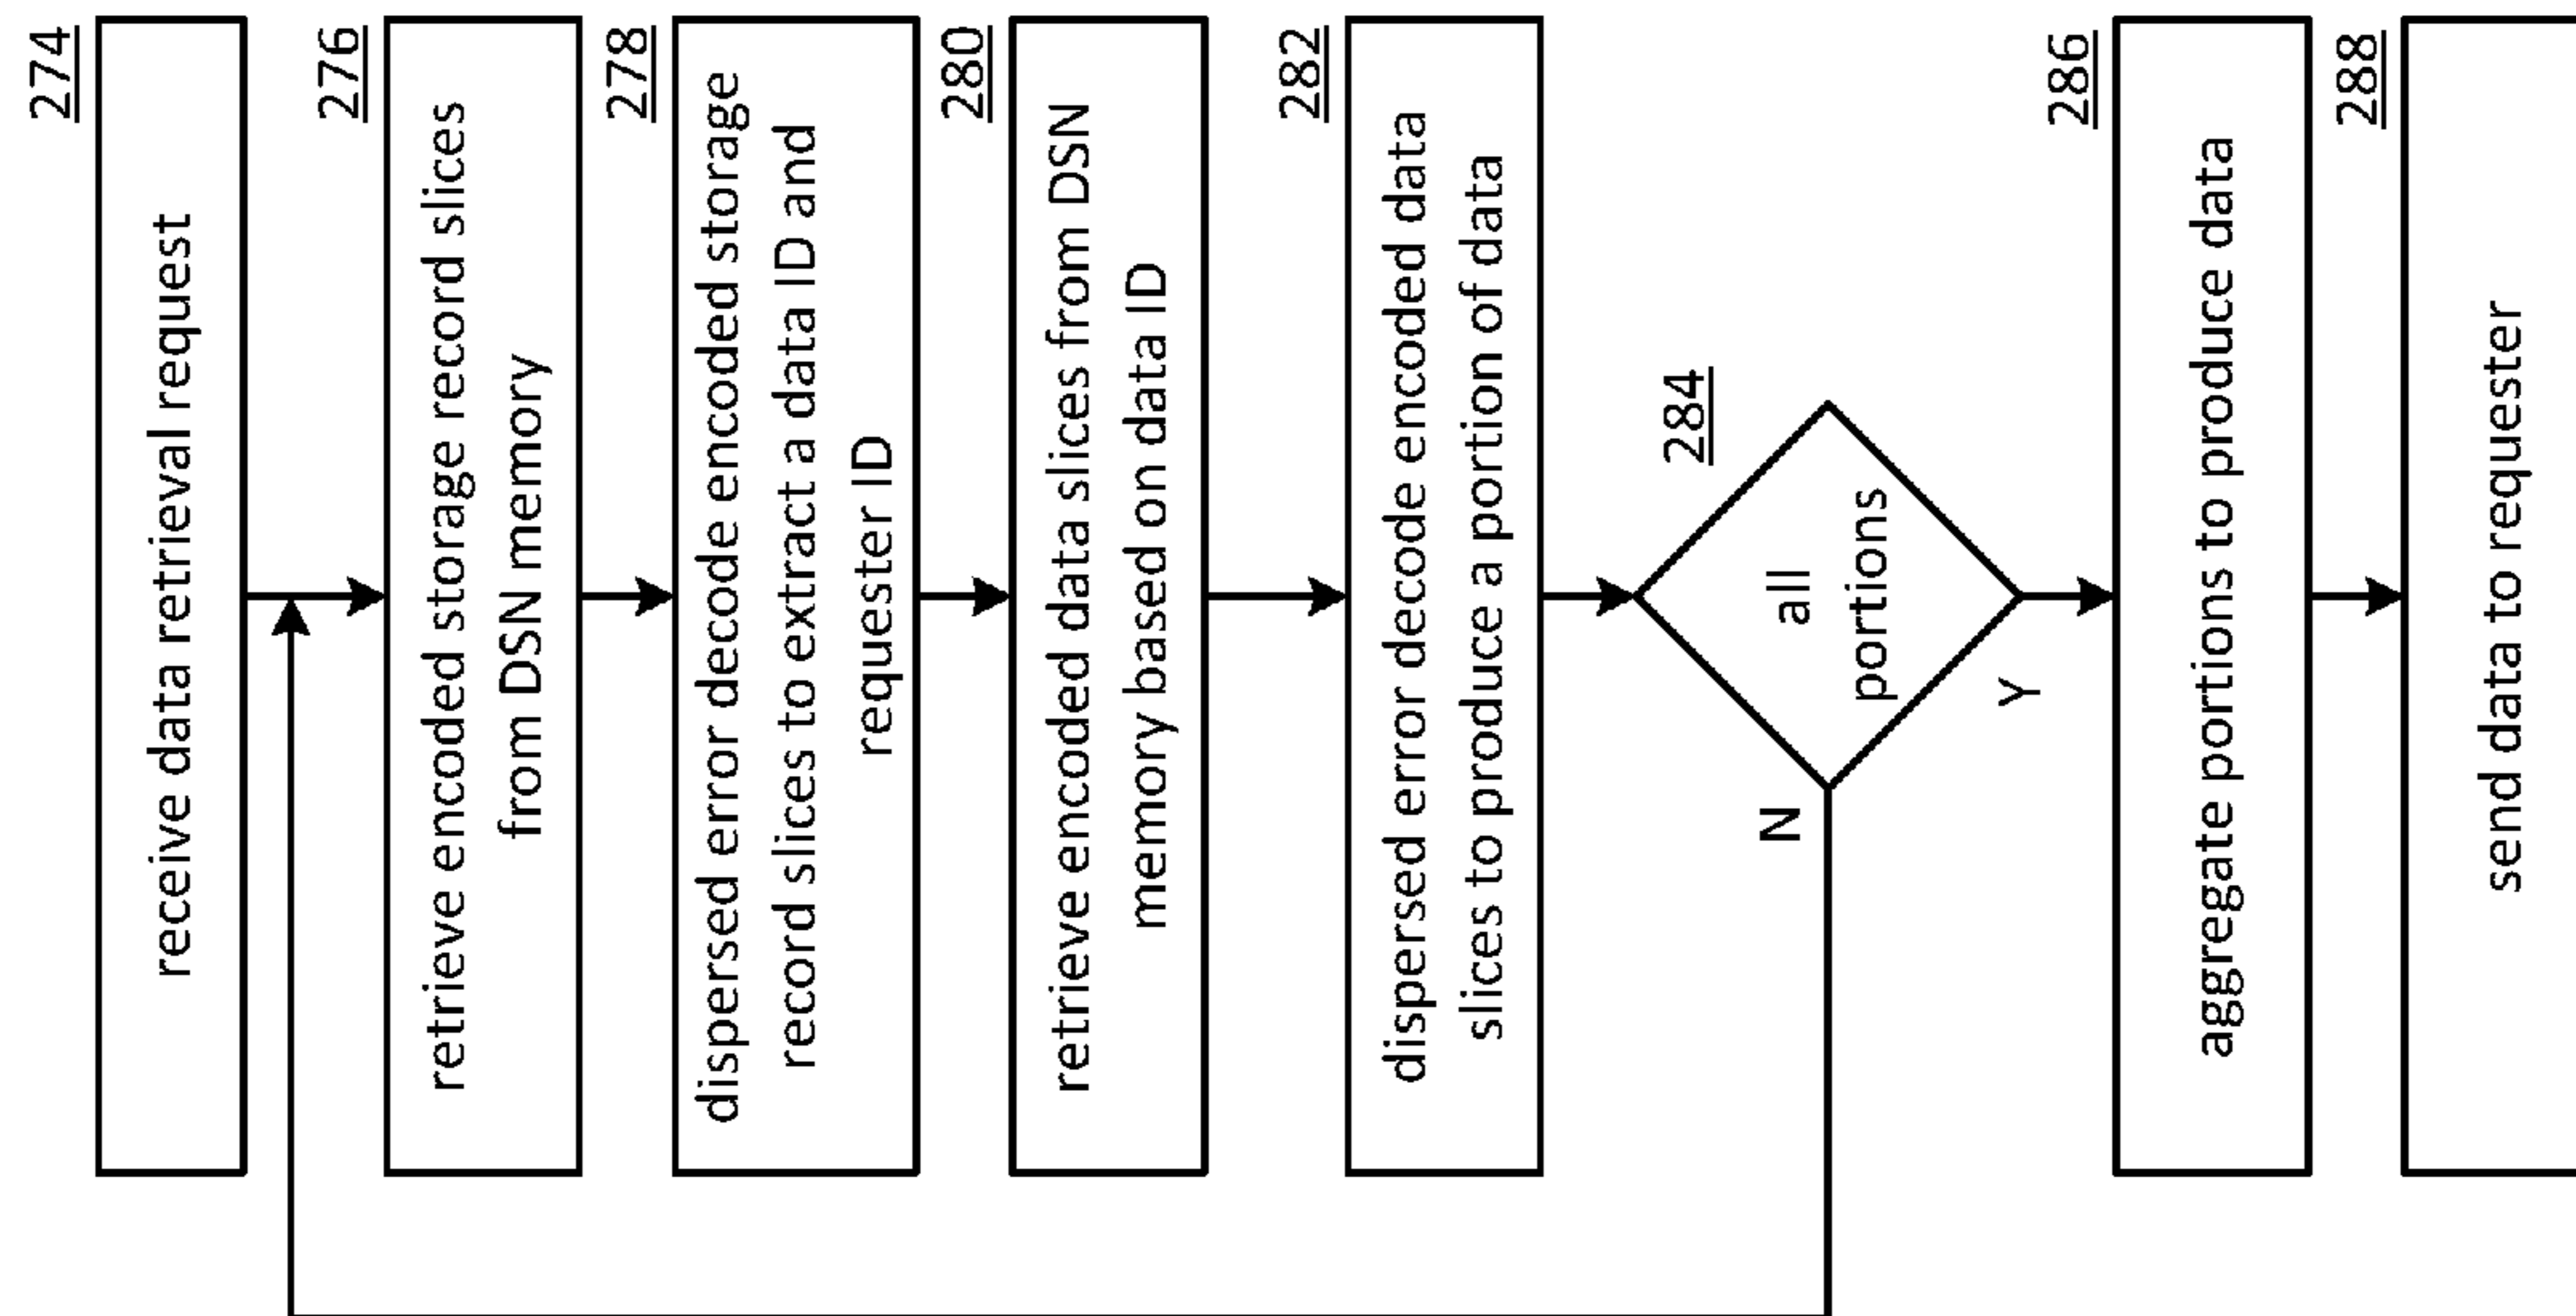 274
receive data retrieval request
276
retrieve encoded storage record slices
from DSN memory
278
dispersed error decode encoded storage
record slices to extract a data ID and
requester ID
280
retrieve encoded data slices from DSN
memory based on data ID
282
dispersed error decode encoded data
slices to produce a portion of data
284
all
portions
N
Y
286
aggregate portions to produce data
288
send data to requester